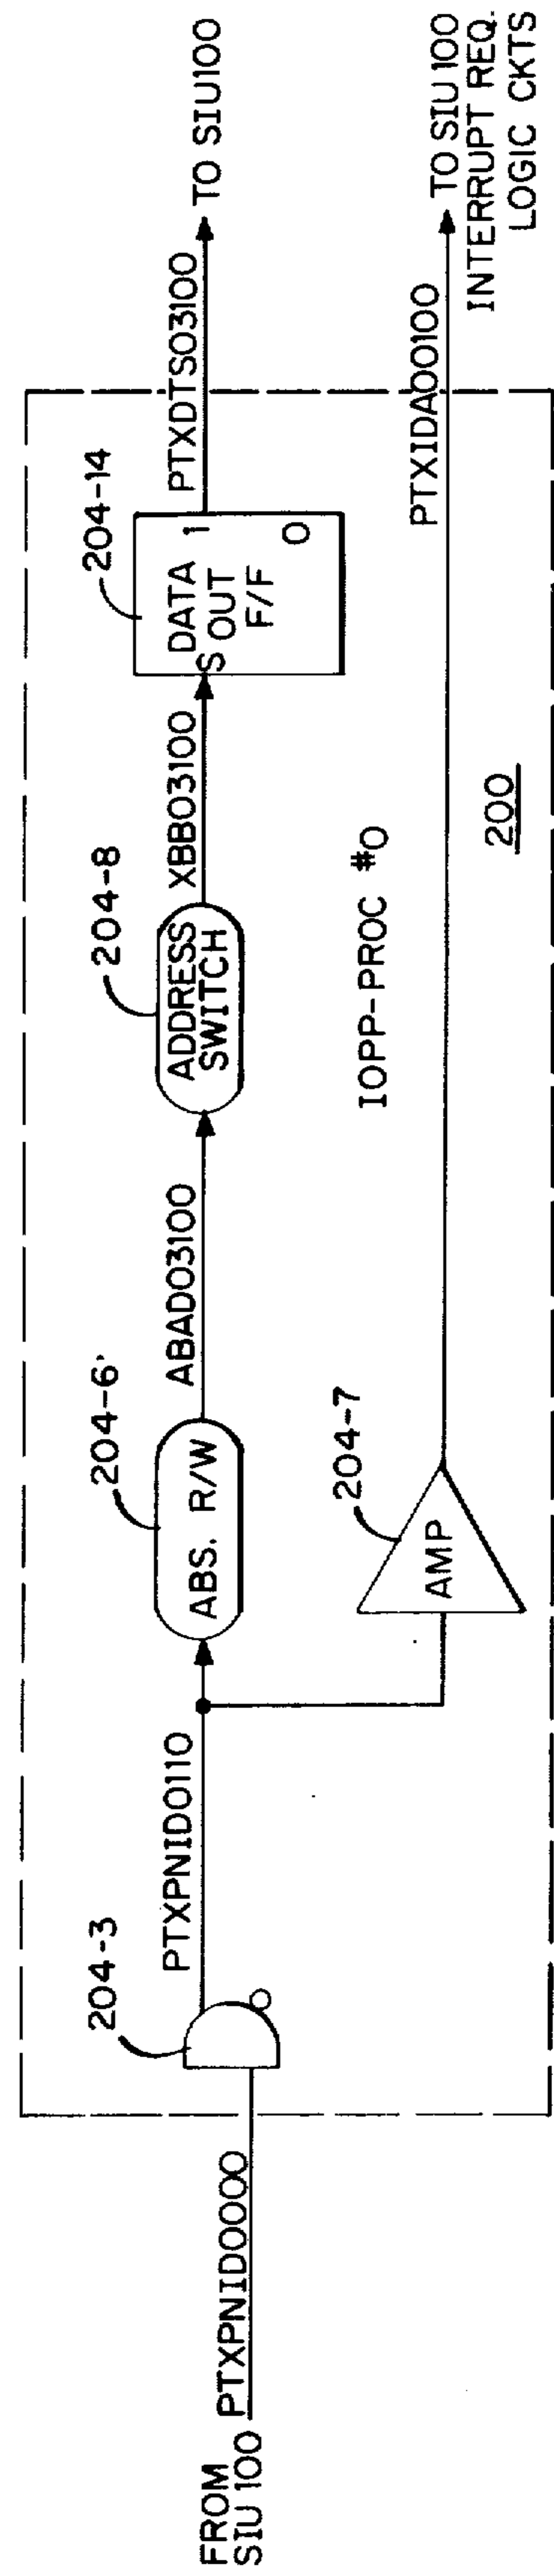 FROM
SIU 100
PTXPNID0000
204-3
PTXPNID0110
204-6'
ABS. R/W
ABAD03100
204-8
ADDRESS
SWITCH
XBB03100
204-14
S
DATA
OUT
F/F
1
0
PTXDTS03100
TO SIU100
204-7
AMP
IOPP-PROC #0
200
PTXIDA00100
TO SIU 100
INTERRUPT REQ.
LOGIC CKTS